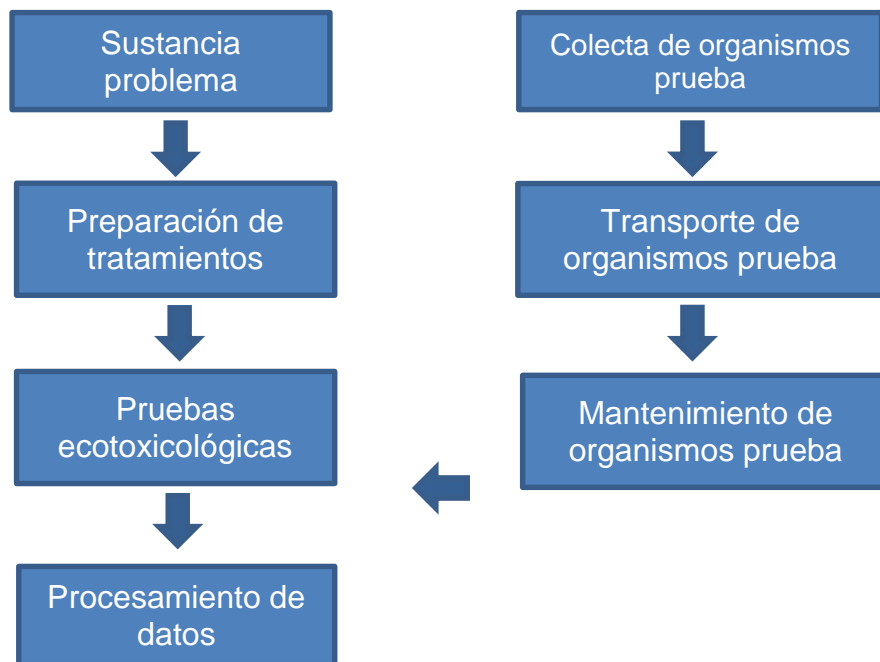 Sustancia
problema
Preparación de
tratamientos
Pruebas
ecotoxicológicas
Procesamiento de
datos
Colecta de organismos
prueba
Transporte de
organismos prueba
Mantenimiento de
organismos prueba